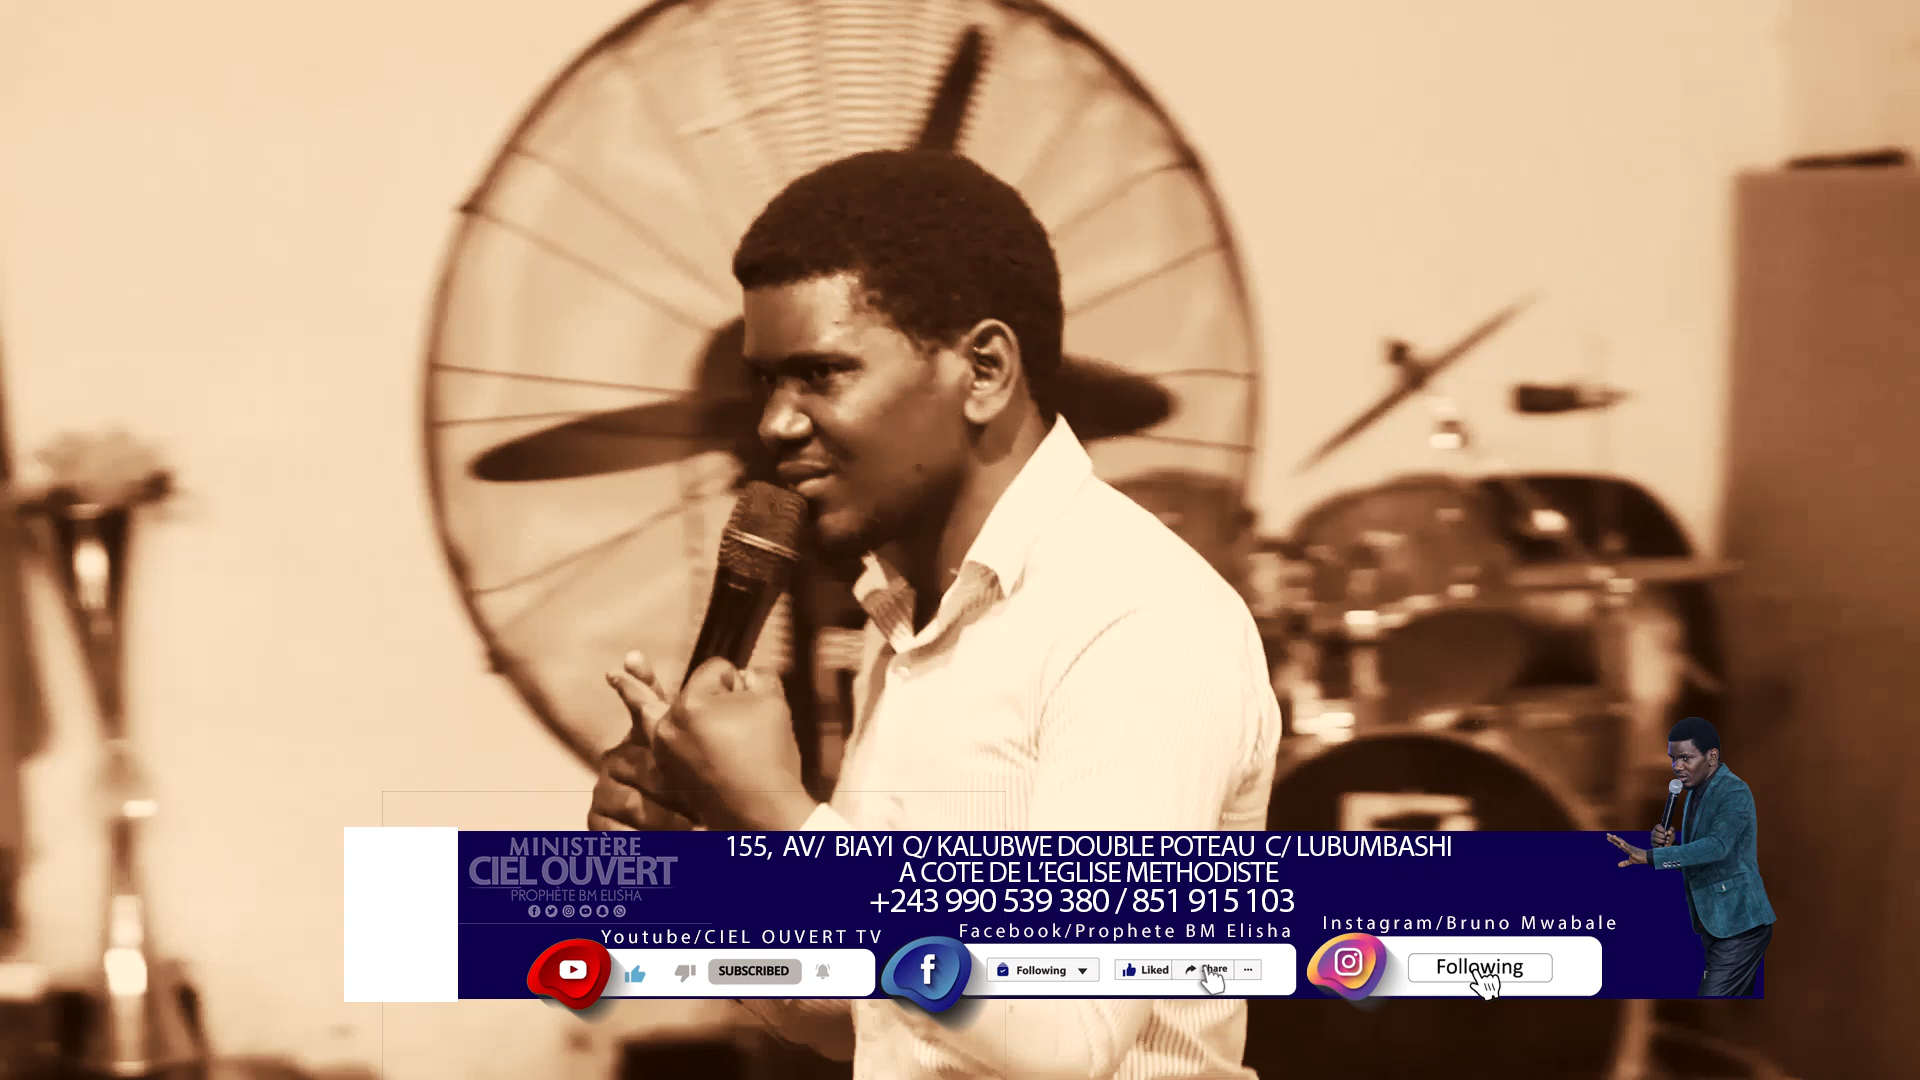 MINISTÈRE
CIEL OUVERT
PROPHÈTE BM ELISHA
155, AV/ BIAYI Q/ KALUBWE DOUBLE POTEAU C/ LUBUMBASHI
A COTE DE L'EGLISE METHODISTE
+243 990 539 380 / 851 915 103
Youtube/CIEL OUVERT TV
Facebook/Prophete BM Elisha
Instagram/Bruno Mwabale
SUBSCRIBED
Following
Liked
Share
Following